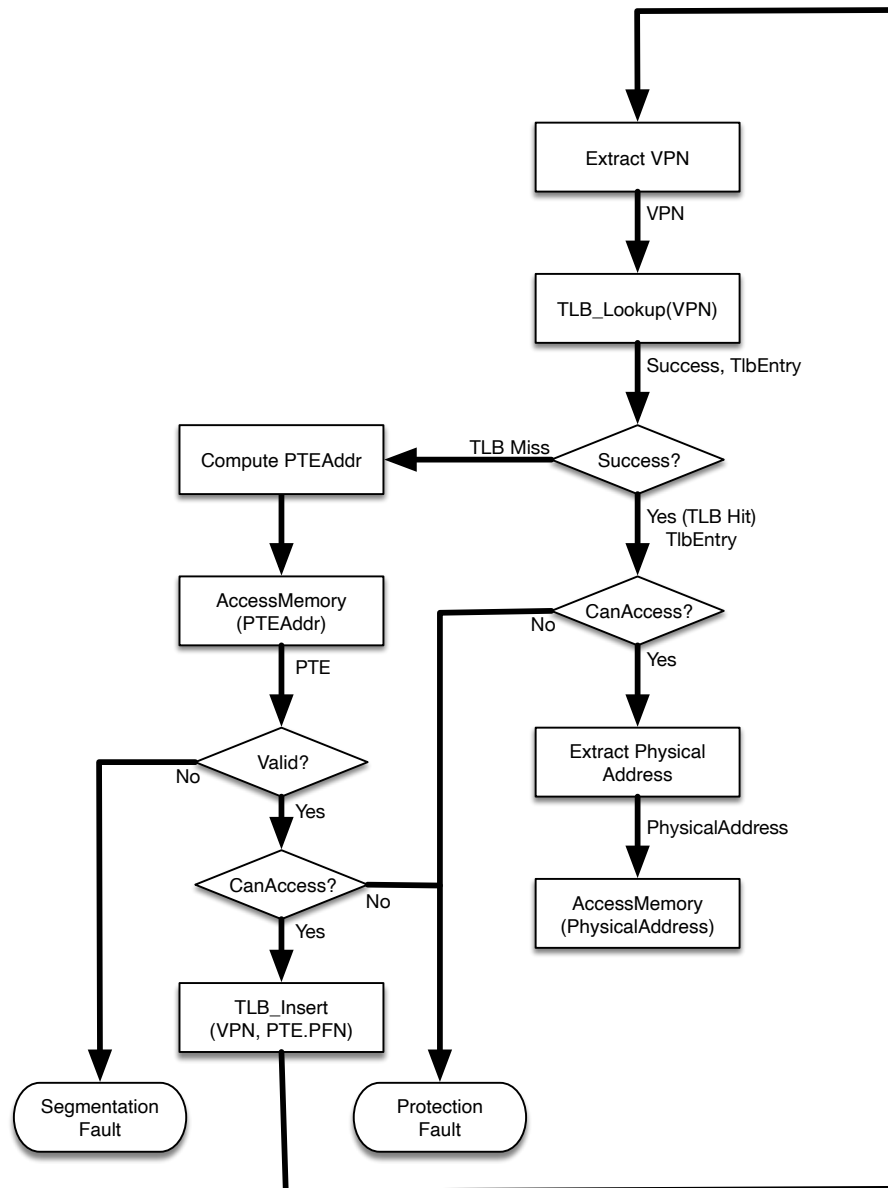 Extract VPN
VPN
TLB_Lookup(VPN)
Success, TlbEntry
Success?
TLB Miss
Compute PTEAddr
Yes (TLB Hit)
TlbEntry
AccessMemory
(PTEAddr)
CanAccess?
No
Yes
PTE
Valid?
No
Yes
Extract Physical
Address
PhysicalAddress
CanAccess?
No
Yes
AccessMemory
(PhysicalAddress)
TLB_Insert
(VPN, PTE.PFN)
Segmentation
Fault
Protection
Fault